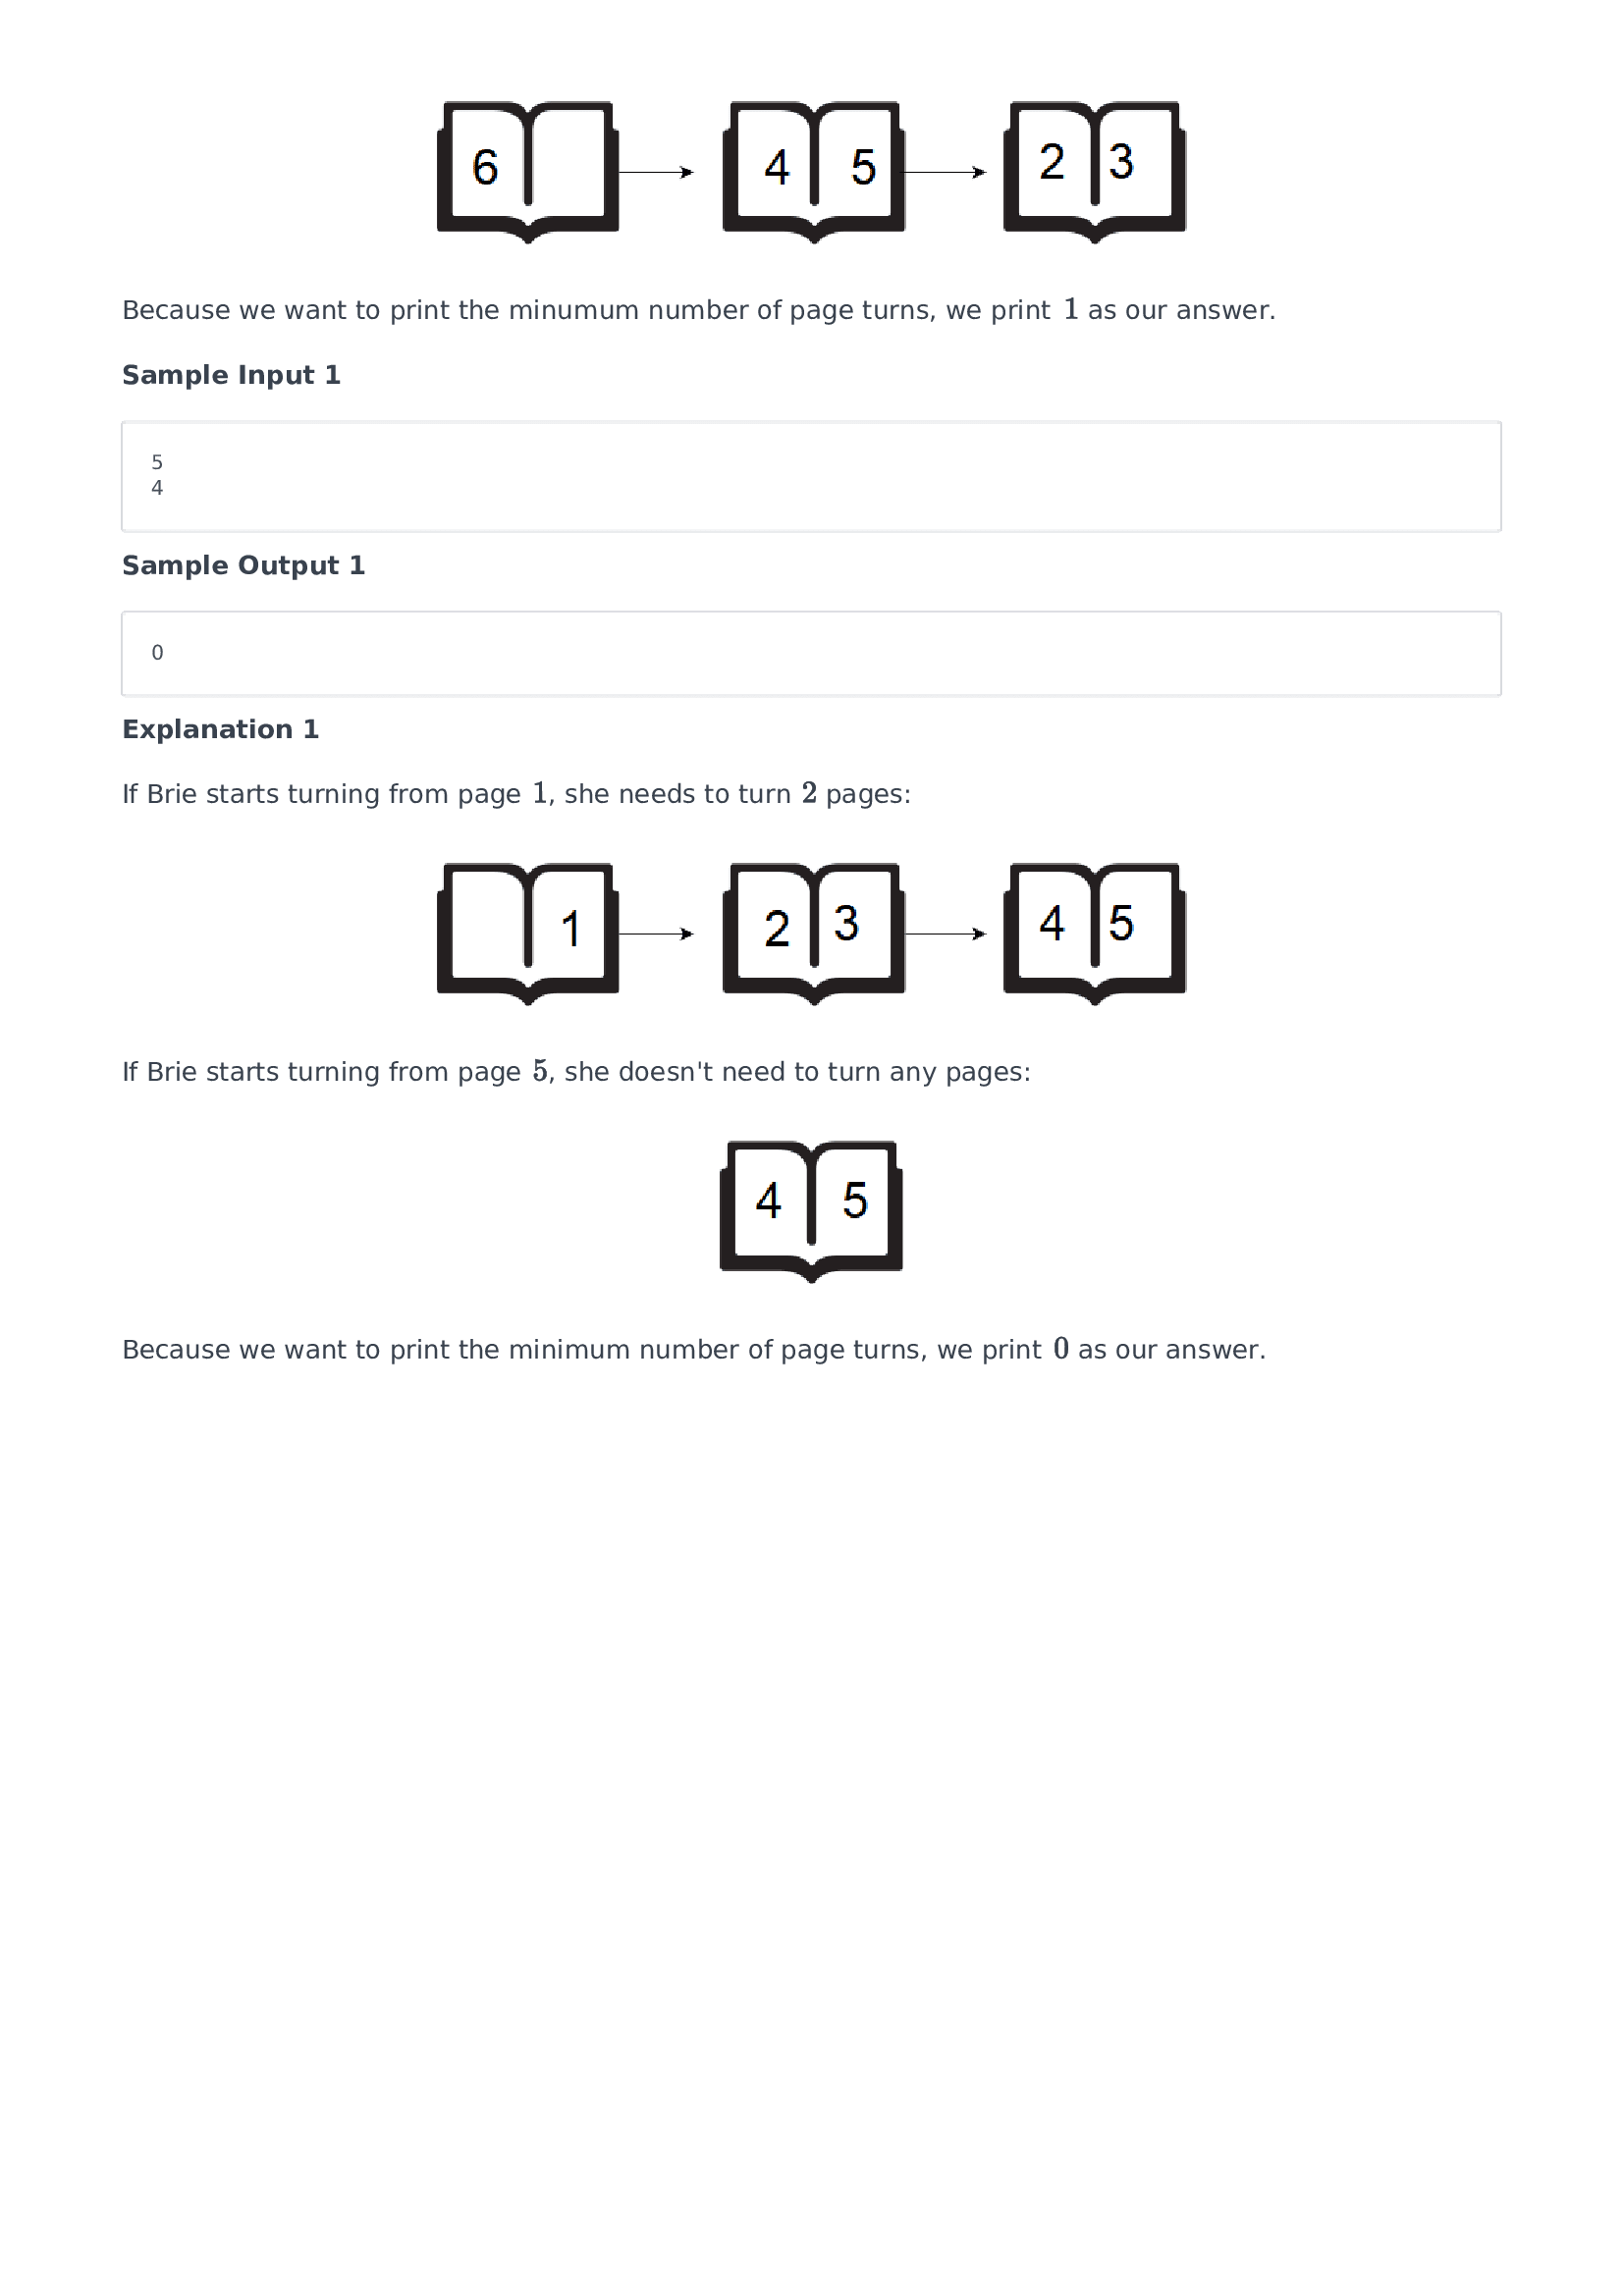 6 4 5 2 3
Because we want to print the minumum number of page turns, we print 1 as our answer.
Sample Input 1
5
4
Sample Output 1
0
Explanation 1
If Brie starts turning from page 1, she needs to turn 2 pages:
1 2 3 4 5
If Brie starts turning from page 5, she doesn't need to turn any pages:
4 5
Because we want to print the minimum number of page turns, we print 0 as our answer.